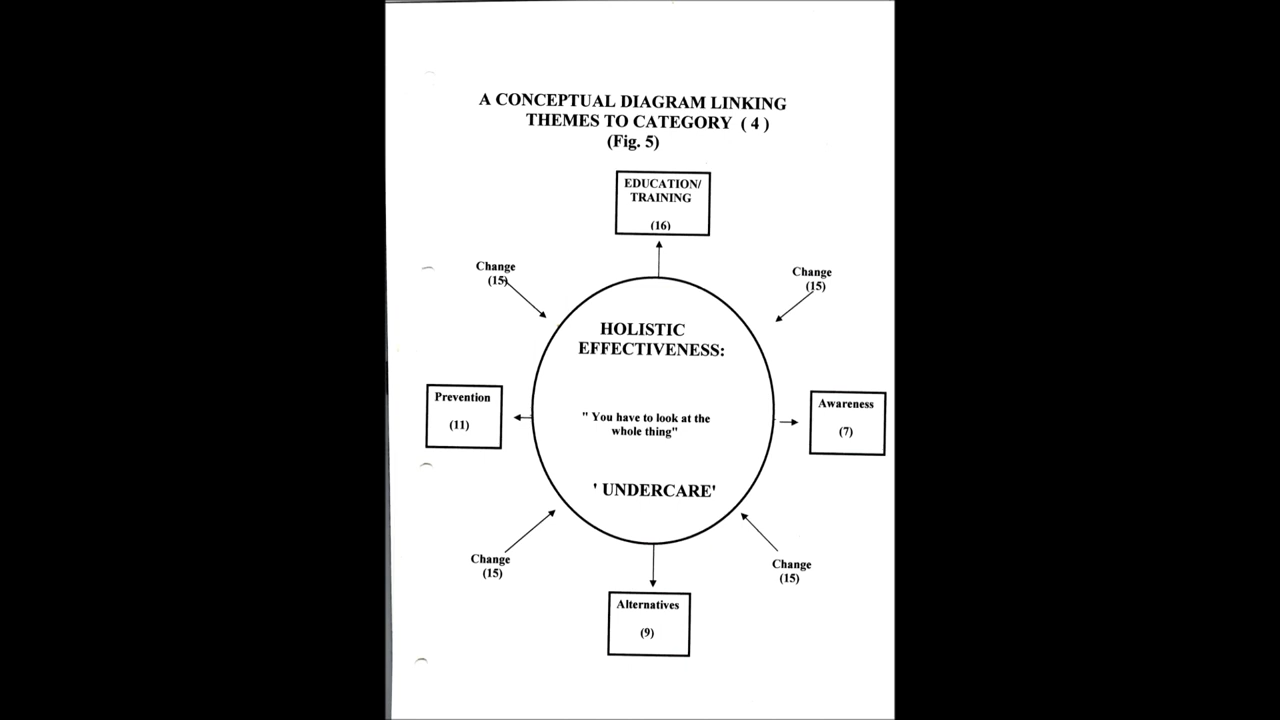 A CONCEPTUAL DIAGRAM LINKING
THEMES TO CATEGORY ( 4 )
(Fig. 5)
EDUCATION/
TRAINING
(16)
Change
(15)
Change
(15)
HOLISTIC
EFFECTIVENESS:
Prevention
(11)
" You have to look at the
whole thing"
Awareness
(7)
' UNDERCARE'
Change
(15)
Change
(15)
Alternatives
(9)